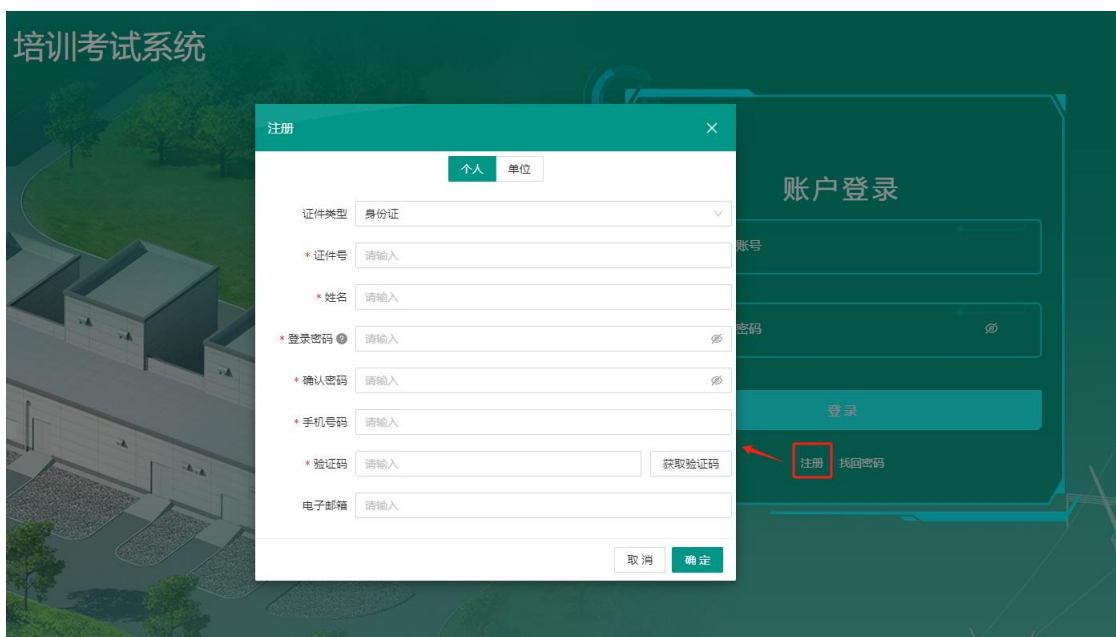 培训考试系统
注册
个人 单位
证件类型 身份证
* 证件号 请输入
* 姓名 请输入
* 登录密码 ? 请输入
* 确认密码 请输入
* 手机号码 请输入
* 验证码 请输入 获取验证码
电子邮箱 请输入
取消 确定
账户登录
账号
密码
登录
注册 找回密码